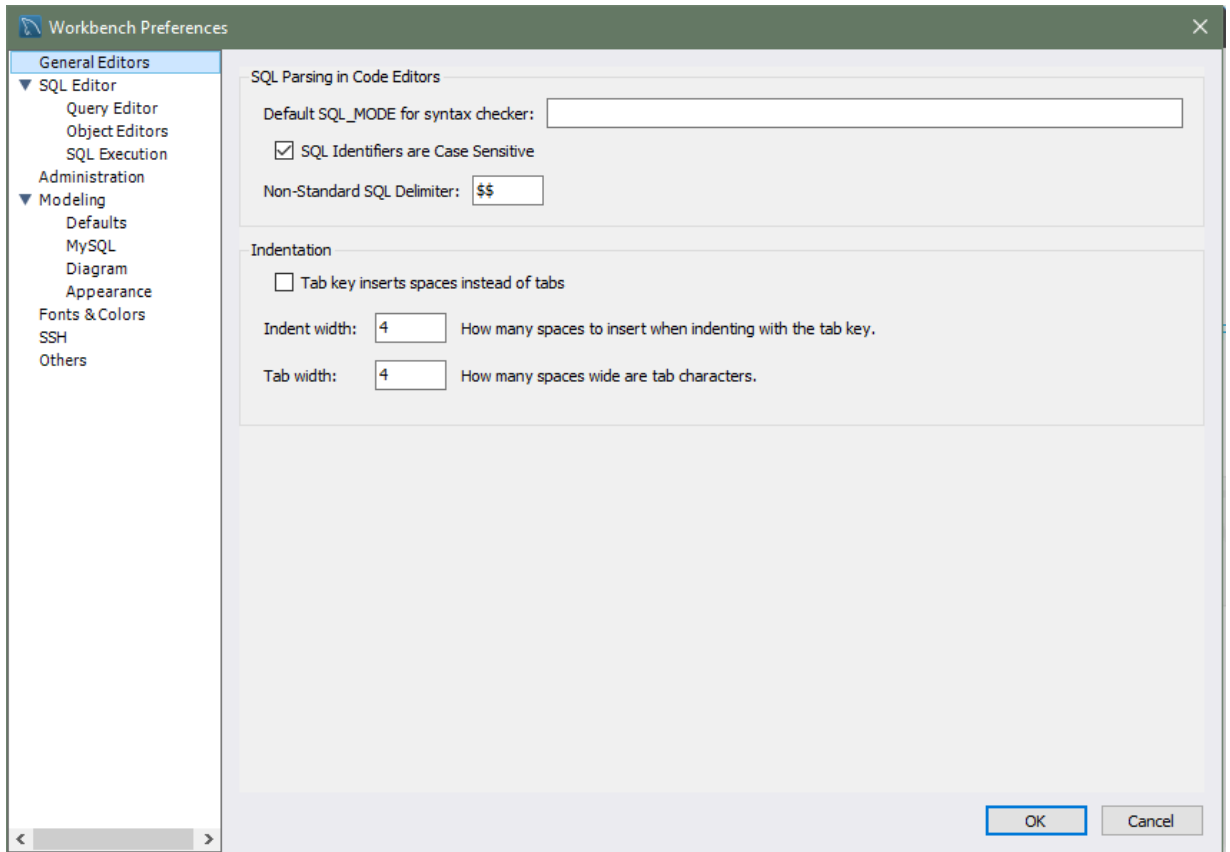 Workbench Preferences
General Editors
SQL Editor
Query Editor
Object Editors
SQL Execution
Administration
Modeling
Defaults
MySQL
Diagram
Appearance
Fonts & Colors
SSH
Others
SQL Parsing in Code Editors
Default SQL_MODE for syntax checker:
SQL Identifiers are Case Sensitive
Non-Standard SQL Delimiter: $$
Indentation
Tab key inserts spaces instead of tabs
Indent width: 4 How many spaces to insert when indenting with the tab key.
Tab width: 4 How many spaces wide are tab characters.
OK Cancel